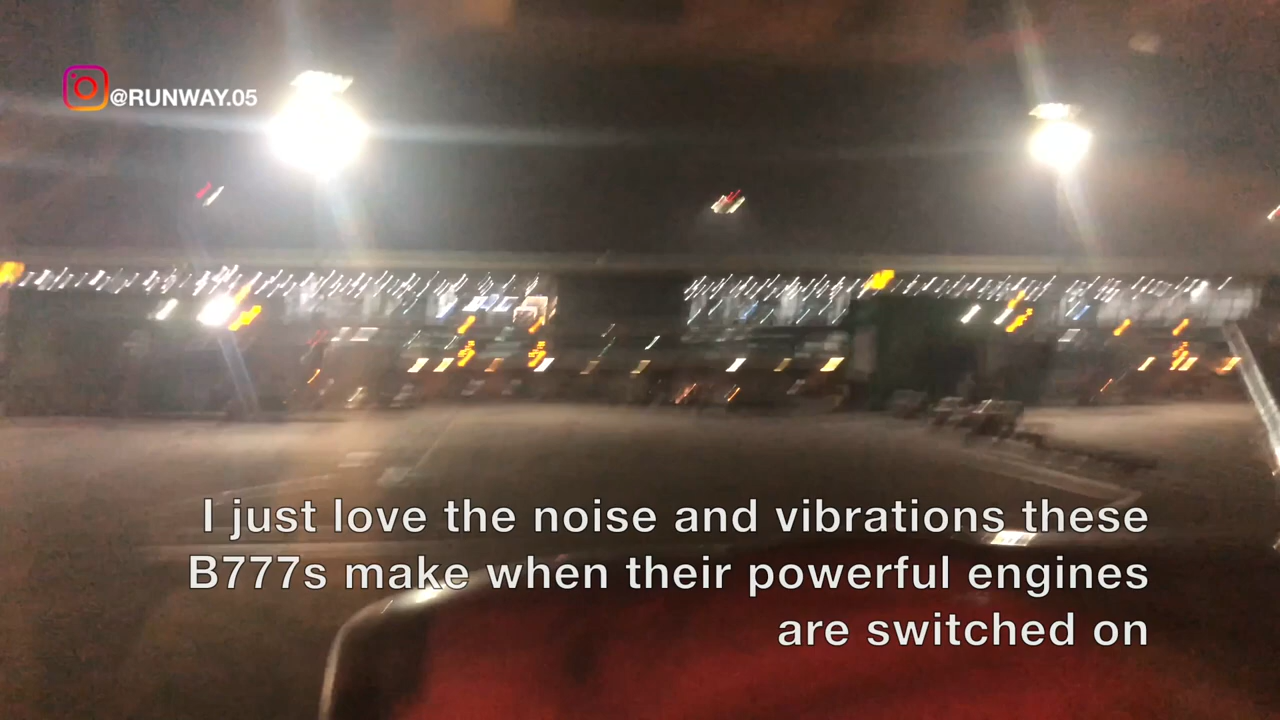 @RUNWAY.05
I just love the noise and vibrations these
B777s make when their powerful engines
are switched on